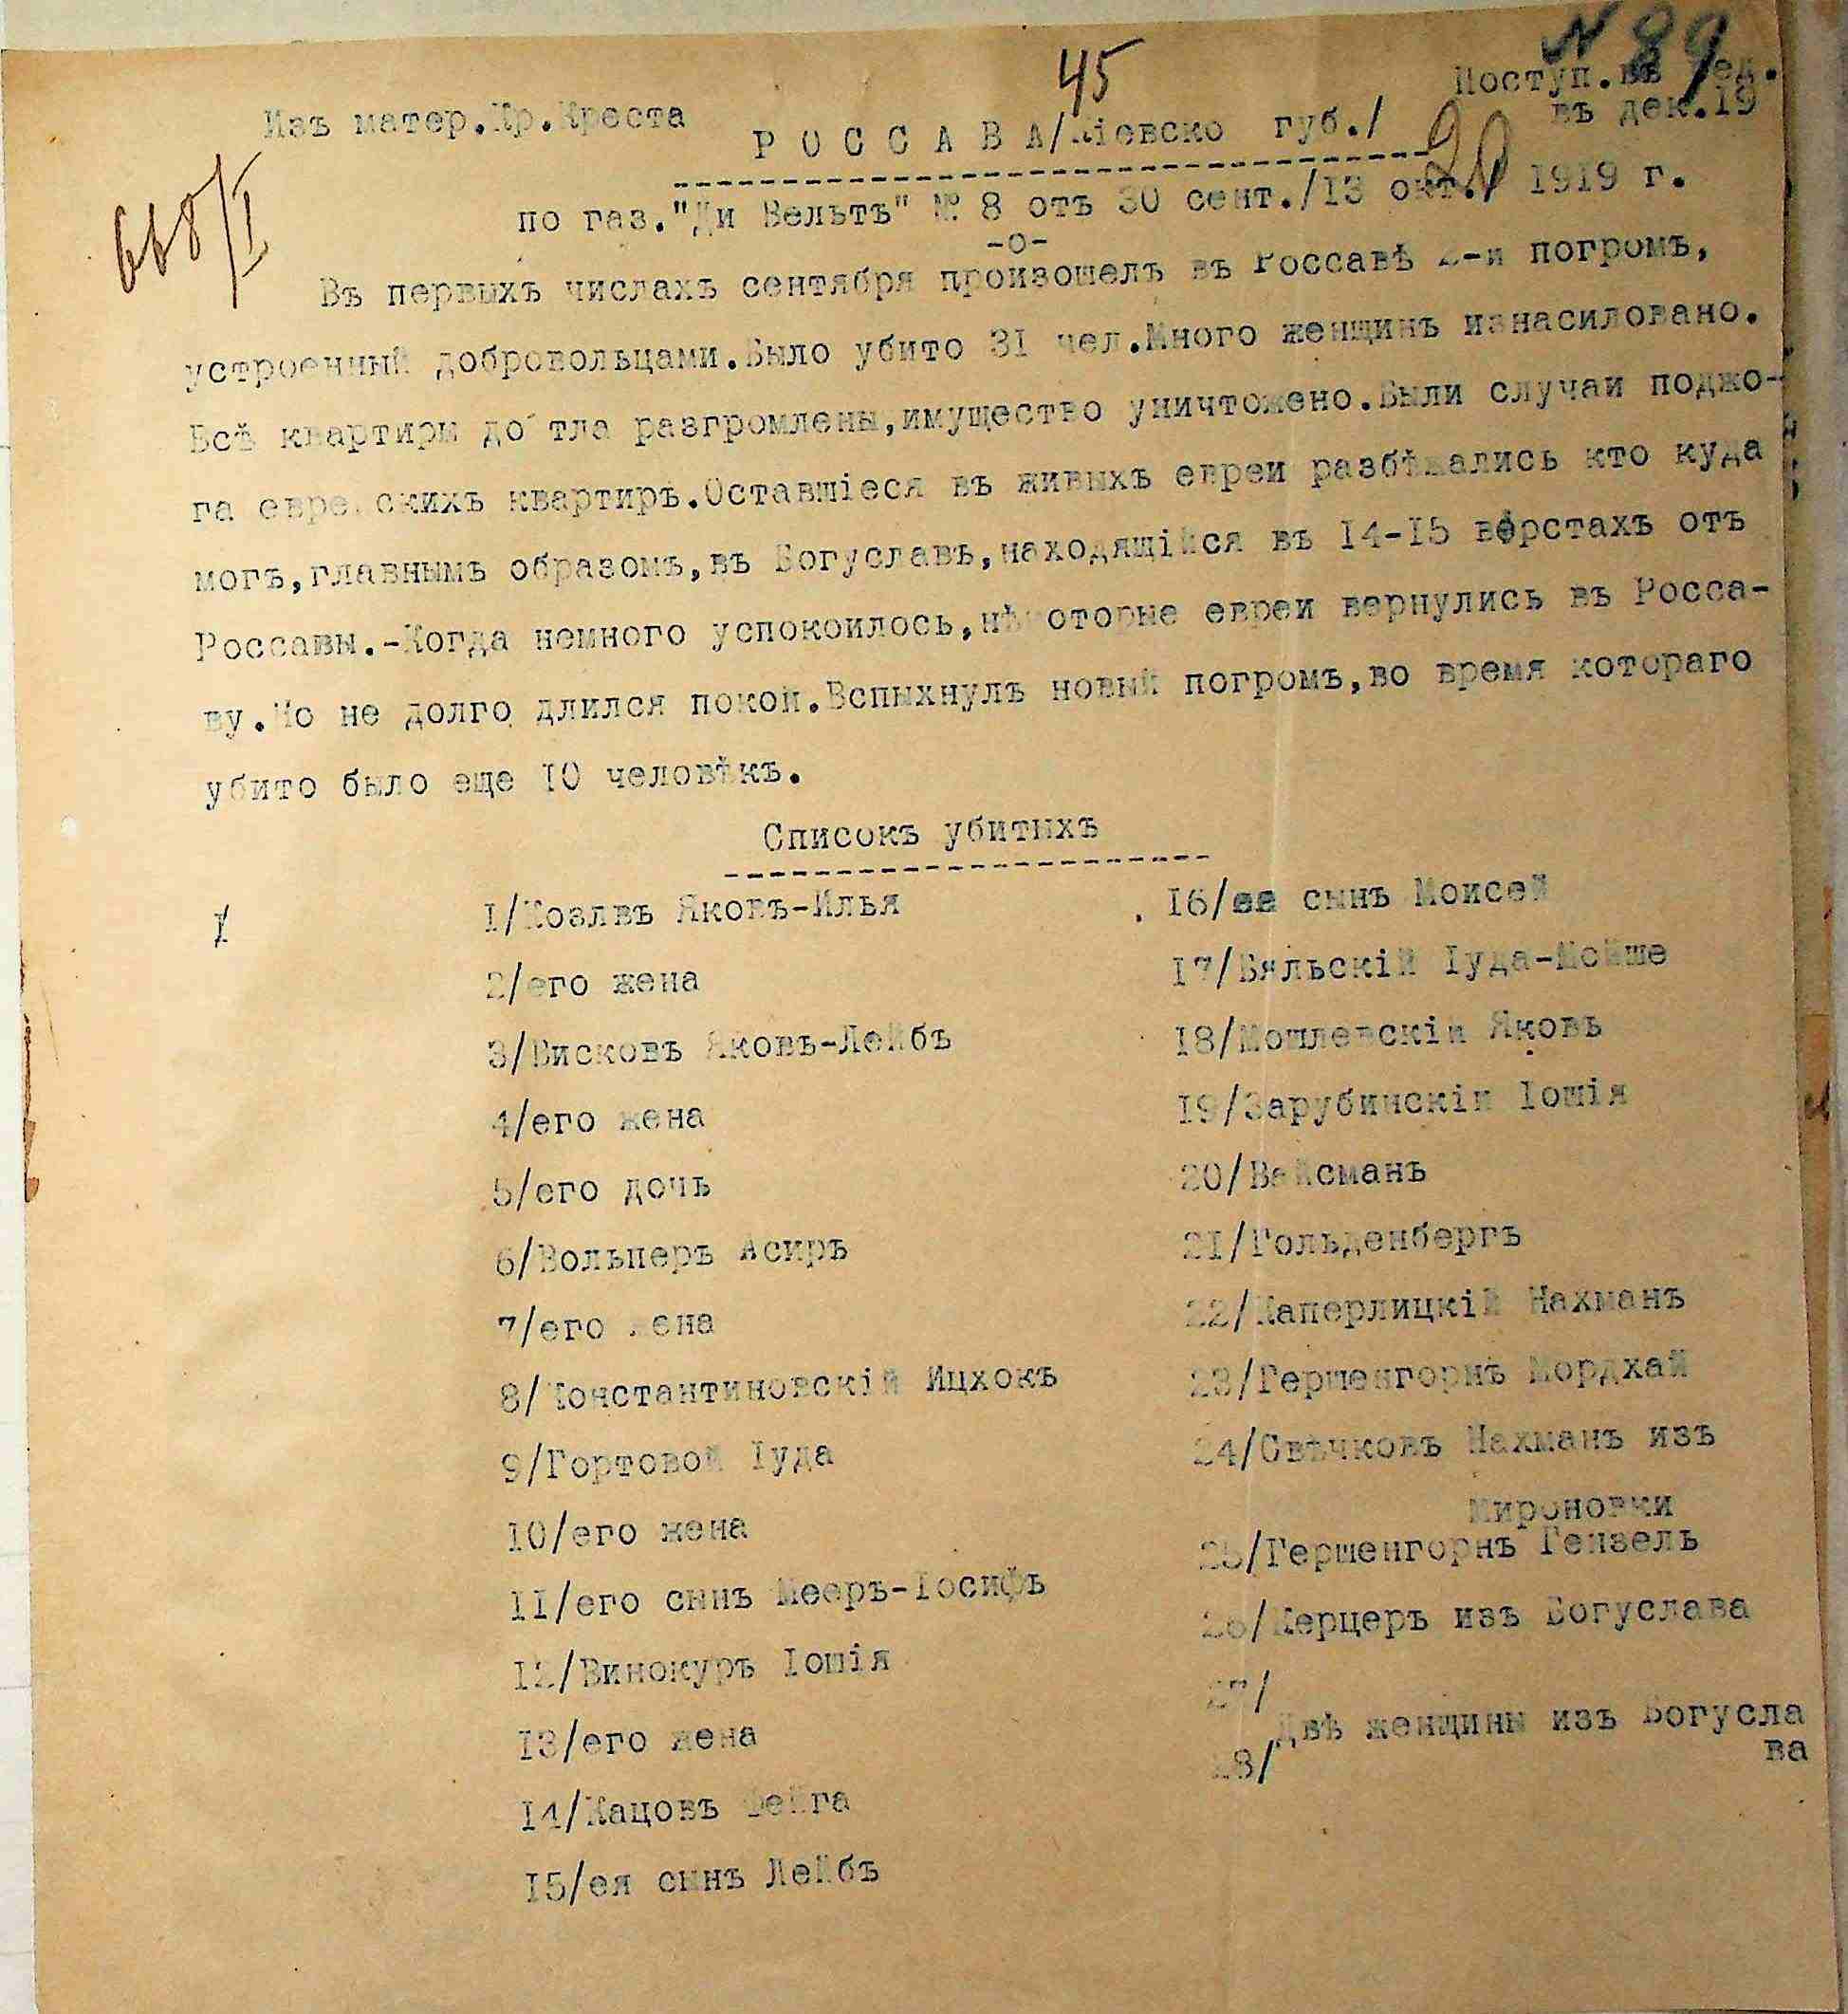 № 89
45
Поступ.въ Ред.
Изъ матер.Кр.Креста
въ дек.19
Р О С С А В А/Кіевско губ./
20
668/I
по газ."Ди Вельтъ" № 8 отъ 30 сент./13 окт./ 1919 г.
-о-
Въ первыхъ числахъ сентября произошелъ въ Россавѣ 2-й погромъ,
устроенный добровольцами.Было убито 31 чел.Много женщинъ изнасиловано.
Всѣ квартиры до тла разгромлены,имущество уничтожено.Были случаи поджо-
га еврейскихъ квартиръ.Оставшіеся въ живыхъ евреи разбѣжались кто куда
могъ,главнымъ образомъ,въ Богуславъ,находящійся въ 14-15 верстахъ отъ
Россавы.-Когда немного успокоилось,нѣкоторые евреи вернулись въ Росса-
ву.Но не долго длился покой.Вспыхнулъ новый погромъ,во время котораго
убито было еще 10 человѣкъ.
Списокъ убитыхъ
1/Козлвъ Яковъ-Илья
2/его жена
3/Висковъ Яковъ-Лейбъ
4/его жена
5/его дочь
6/Вольперъ Асиръ
7/его жена
8/Константиновскій Ицхокъ
9/Гортовой Іуда
10/его жена
11/его сынъ Мееръ-Іосифъ
12/Винокуръ Іошія
13/его жена
14/Кацовъ Фейга
15/ея сынъ Лейбъ
16/ея сынъ Моисей
17/Бяльскій Іуда-Мойше
18/Яковъ
19/Зарубинскій Іошія
20/Вайсманъ
21/Гольденбергъ
22/Каперлицкій Нахманъ
23/Гершенгорнъ Мордхай
24/Свѣчковъ Нахманъ изъ
Мироновки
25/Гершенгорнъ Гензель
26/Керцеръ изъ Богуслава
27/
Двѣ женщины изъ Богусла
ва
28/